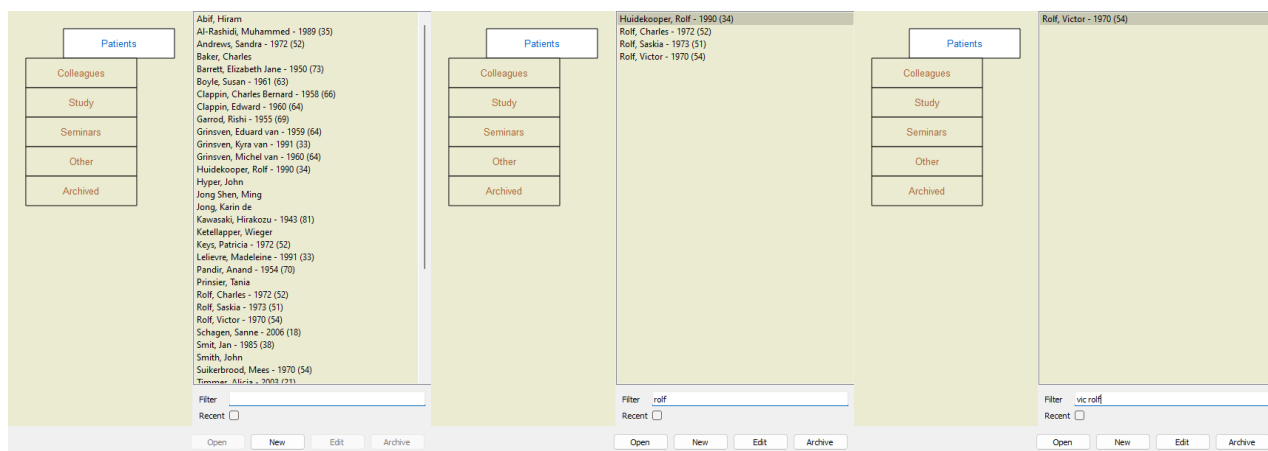 Patients
Colleagues
Study
Seminars
Other
Archived
Abif, Hiram
Al-Rashidi, Muhammed - 1989 (35)
Andrews, Sandra - 1972 (52)
Baker, Charles
Barrett, Elizabeth Jane - 1950 (73)
Boyle, Susan - 1961 (63)
Clappin, Charles Bernard - 1958 (66)
Clappin, Edward - 1960 (64)
Garrod, Rishi - 1955 (69)
Grinsven, Eduard van - 1959 (64)
Grinsven, Kyra van - 1991 (33)
Grinsven, Michel van - 1960 (64)
Huidekooper, Rolf - 1990 (34)
Hyper, John
Jong Shen, Ming
Jong, Karin de
Kawasaki, Hirakozu - 1943 (81)
Ketellapper, Wieger
Keys, Patricia - 1972 (52)
Lelievre, Madeleine - 1991 (33)
Pandir, Anand - 1954 (70)
Prinsier, Tania
Rolf, Charles - 1972 (52)
Rolf, Saskia - 1973 (51)
Rolf, Victor - 1970 (54)
Schagen, Sanne - 2006 (18)
Smit, Jan - 1985 (38)
Smith, John
Suikerbrood, Mees - 1970 (54)
Timmer, Alicia - 2003 (21)
Filter
Recent
Open New Edit Archive
Patients
Colleagues
Study
Seminars
Other
Archived
Huidekooper, Rolf - 1990 (34)
Rolf, Charles - 1972 (52)
Rolf, Saskia - 1973 (51)
Rolf, Victor - 1970 (54)
Filter rolf
Recent
Open New Edit Archive
Patients
Colleagues
Study
Seminars
Other
Archived
Rolf, Victor - 1970 (54)
Filter vic rolf
Recent
Open New Edit Archive